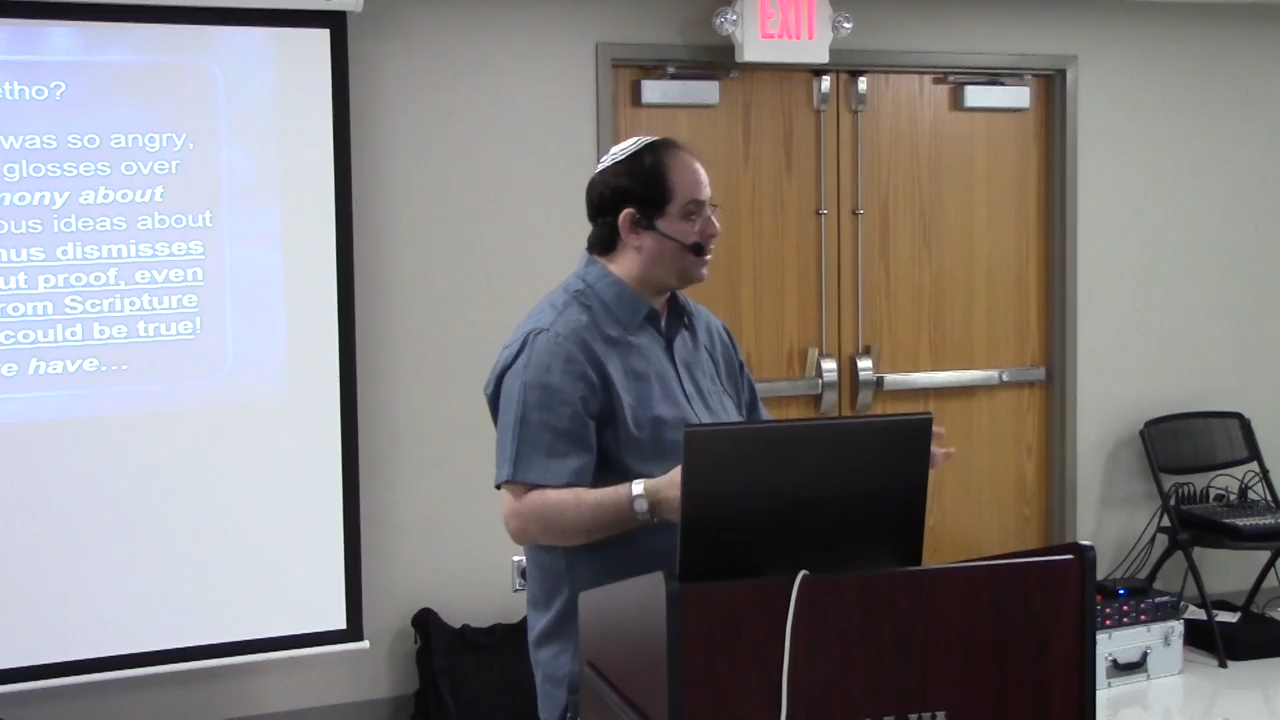 etho?
was so angry,
glosses over
mony about
ous ideas about
hus dismisses
ut proof, even
rom Scripture
could be true!
e have...
EXIT